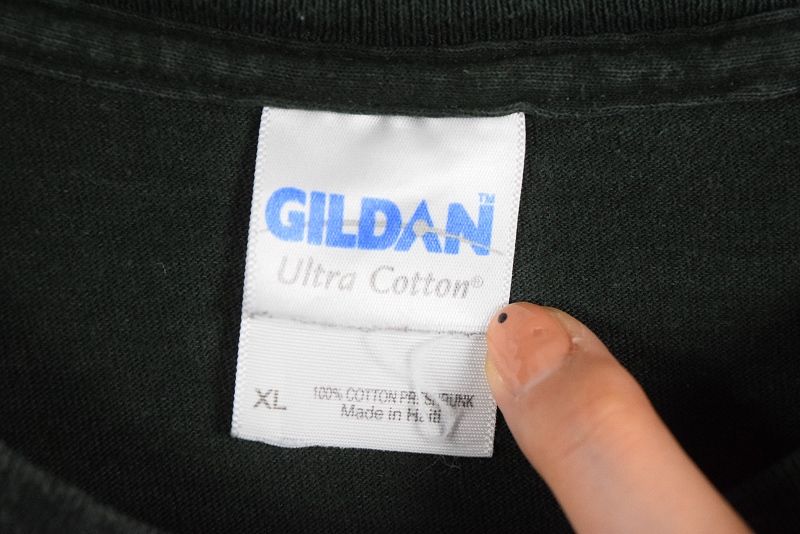 GILDAN™
Ultra Cotton®
XL
100% COTTON PRESHRUNK
Made in Haiti